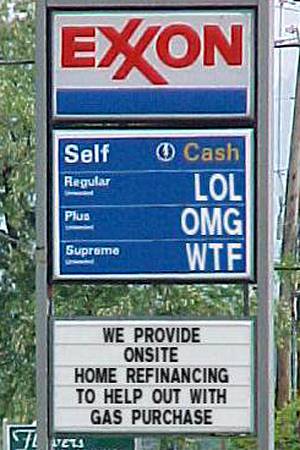 EXXON
Self Cash
Regular LOL
Unleaded
Plus OMG
Unleaded
Supreme WTF
Unleaded
WE PROVIDE
ONSITE
HOME REFINANCING
TO HELP OUT WITH
GAS PURCHASE